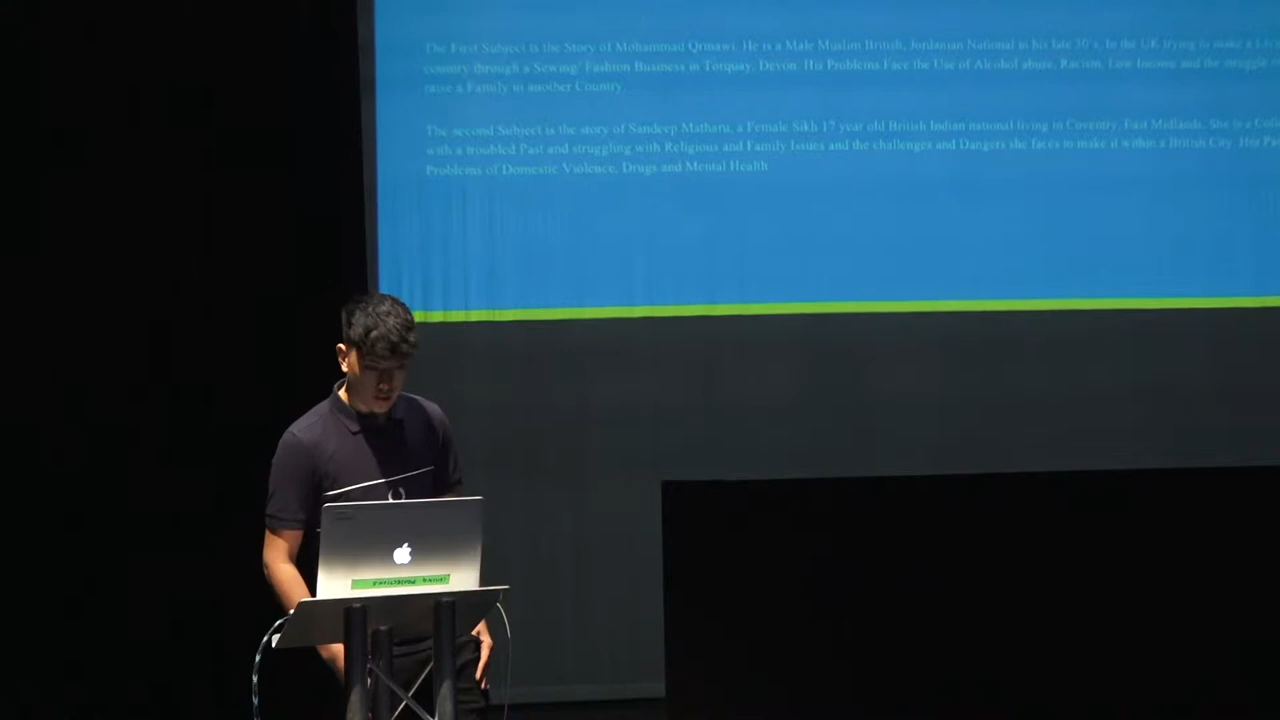 The First Subject is the Story of Mohammad Qrinawi. He is a Male Muslim British, Jordanian National in his late 30's. In the UK trying to make a
country through a Sewing/ Fashion Business in Torquay, Devon. His Problems Face the Use of Alcohol abuse, Racism, Low Income and the struggle
raise a Family in another Country.
The second Subject is the story of Sandeep Matharu, a Female Sikh 17 year old British Indian national living in Coventry, East Midlands. She is a
with a troubled Past and struggling with Religious and Family Issues and the challenges and Dangers she faces to make it within a British City. Her
Problems of Domestic Violence, Drugs and Mental Health
PROJECTIONS